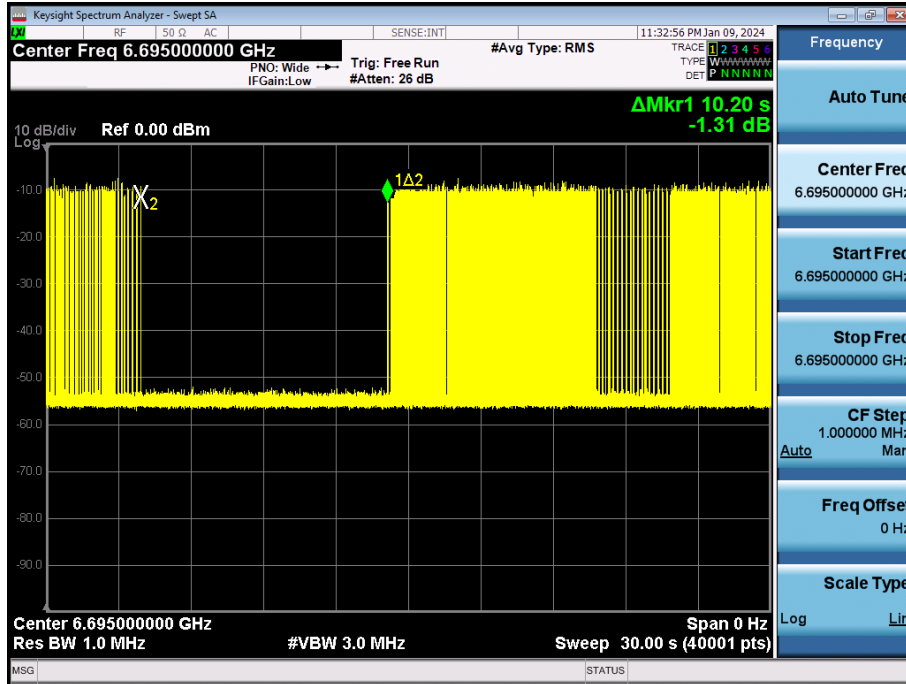 Keysight Spectrum Analyzer - Swept SA
LXI
RF
50 Ω AC
SENSE:INT
11:32:56 PM Jan 09, 2024
Center Freq 6.695000000 GHz
PNO: Wide
IFGain:Low
Trig: Free Run
#Atten: 26 dB
#Avg Type: RMS
TRACE 1 2 3 4 5 6
TYPE WWWWWW
DET P N N N N N
ΔMkr1 10.20 s
-1.31 dB
10 dB/div
Log
Ref 0.00 dBm
-10.0
-20.0
-30.0
-40.0
-50.0
-60.0
-70.0
-80.0
-90.0
X2
1Δ2
Center 6.695000000 GHz
Span 0 Hz
Res BW 1.0 MHz
#VBW 3.0 MHz
Sweep 30.00 s (40001 pts)
MSG
STATUS
Frequency
Auto Tune
Center Freq
6.695000000 GHz
Start Freq
6.695000000 GHz
Stop Freq
6.695000000 GHz
CF Step
1.000000 MHz
Auto Man
Freq Offset
0 Hz
Scale Type
Log Lin